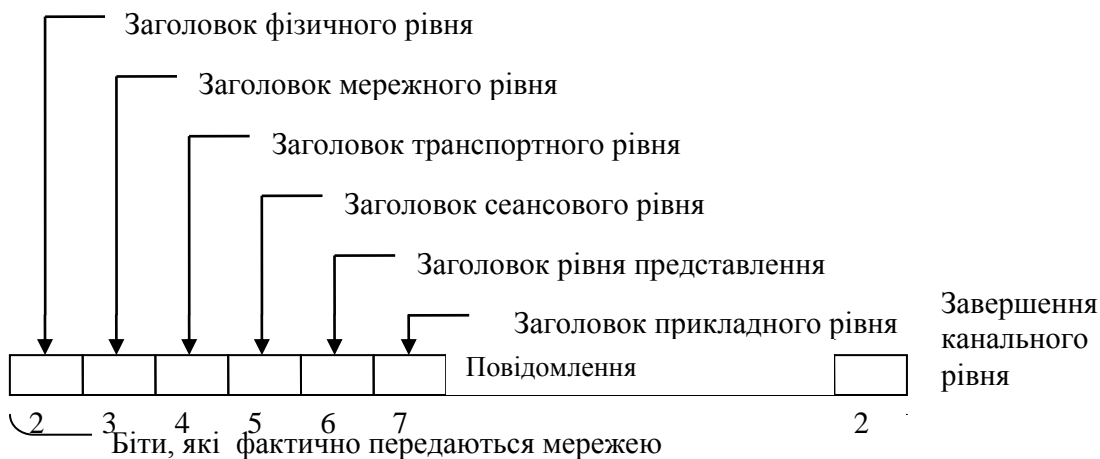 Заголовок фізичного рівня
Заголовок мережного рівня
Заголовок транспортного рівня
Заголовок сеансового рівня
Заголовок рівня представлення
Заголовок прикладного рівня
Завершення
канального
рівня
Повідомлення
2 3 4 5 6 7 2
Біти, які фактично передаються мережею